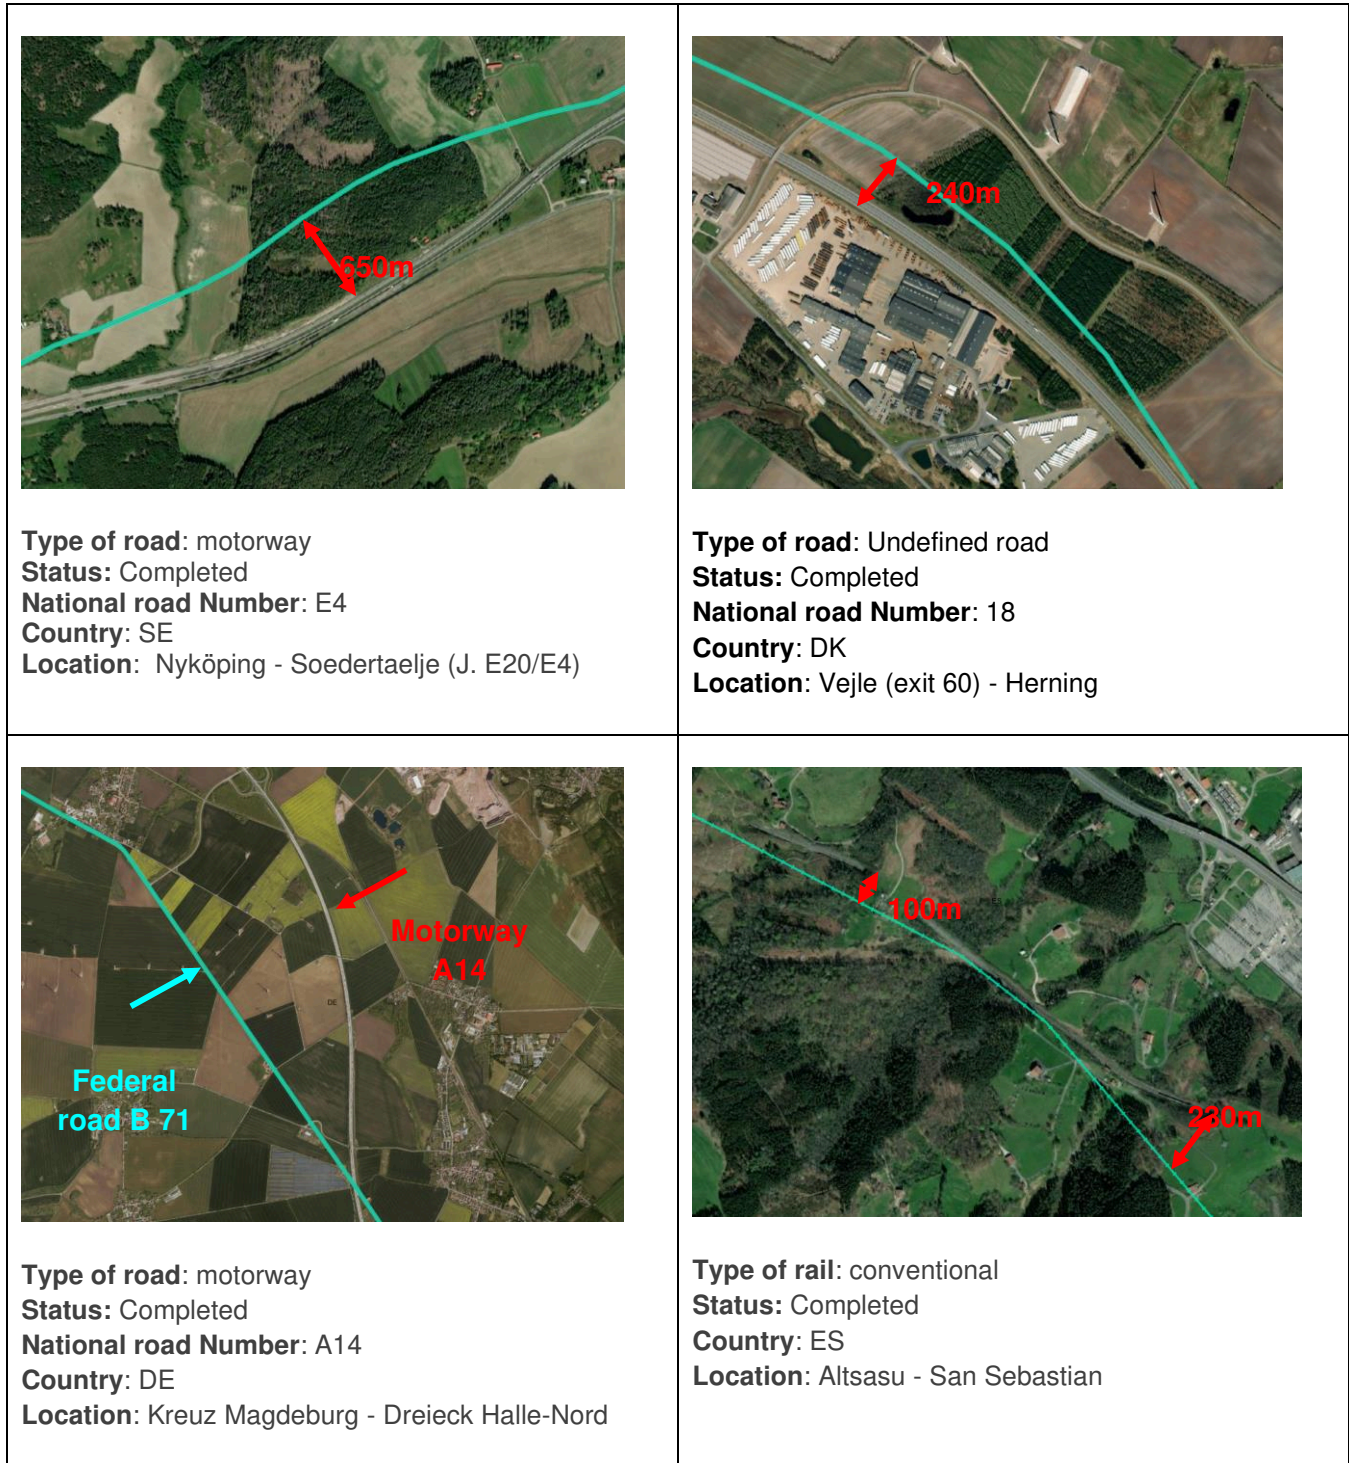 650m
240m
Type of road: motorway
Status: Completed
National road Number: E4
Country: SE
Location: Nyköping - Soedertaelje (J. E20/E4)
Type of road: Undefined road
Status: Completed
National road Number: 18
Country: DK
Location: Vejle (exit 60) - Herning
Motorway
A14
DE
Federal
road B 71
100m
ES
230m
Type of road: motorway
Status: Completed
National road Number: A14
Country: DE
Location: Kreuz Magdeburg - Dreieck Halle-Nord
Type of rail: conventional
Status: Completed
Country: ES
Location: Altsasu - San Sebastian